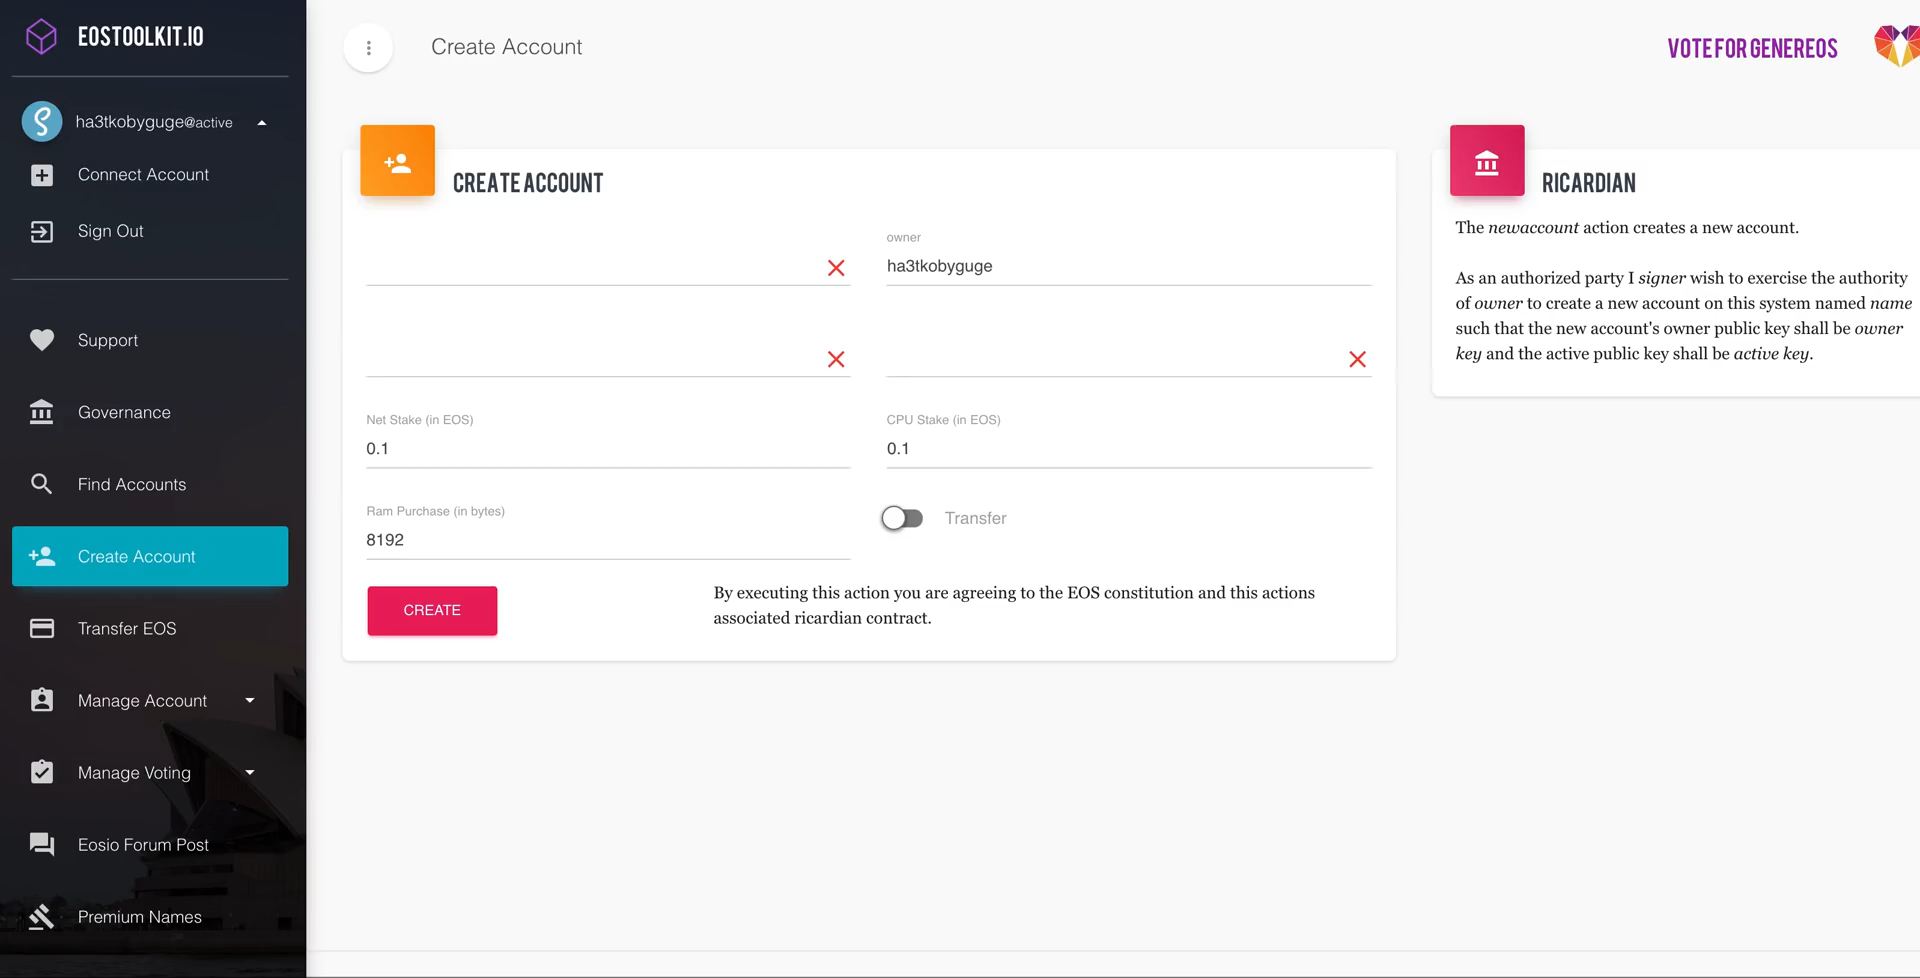 EOSTOOLKIT.IO
ha3tkobyguge@active
Connect Account
Sign Out
Support
Governance
Find Accounts
Create Account
Transfer EOS
Manage Account
Manage Voting
Eosio Forum Post
Premium Names
Create Account
VOTE FOR GENEREOS
CREATE ACCOUNT
owner
ha3tkobyguge
Net Stake (in EOS)
0.1
CPU Stake (in EOS)
0.1
Ram Purchase (in bytes)
8192
Transfer
CREATE
By executing this action you are agreeing to the EOS constitution and this actions
associated ricardian contract.
RICARDIAN
The newaccount action creates a new account.
As an authorized party I signer wish to exercise the authority
of owner to create a new account on this system named name
such that the new account's owner public key shall be owner
key and the active public key shall be active key.